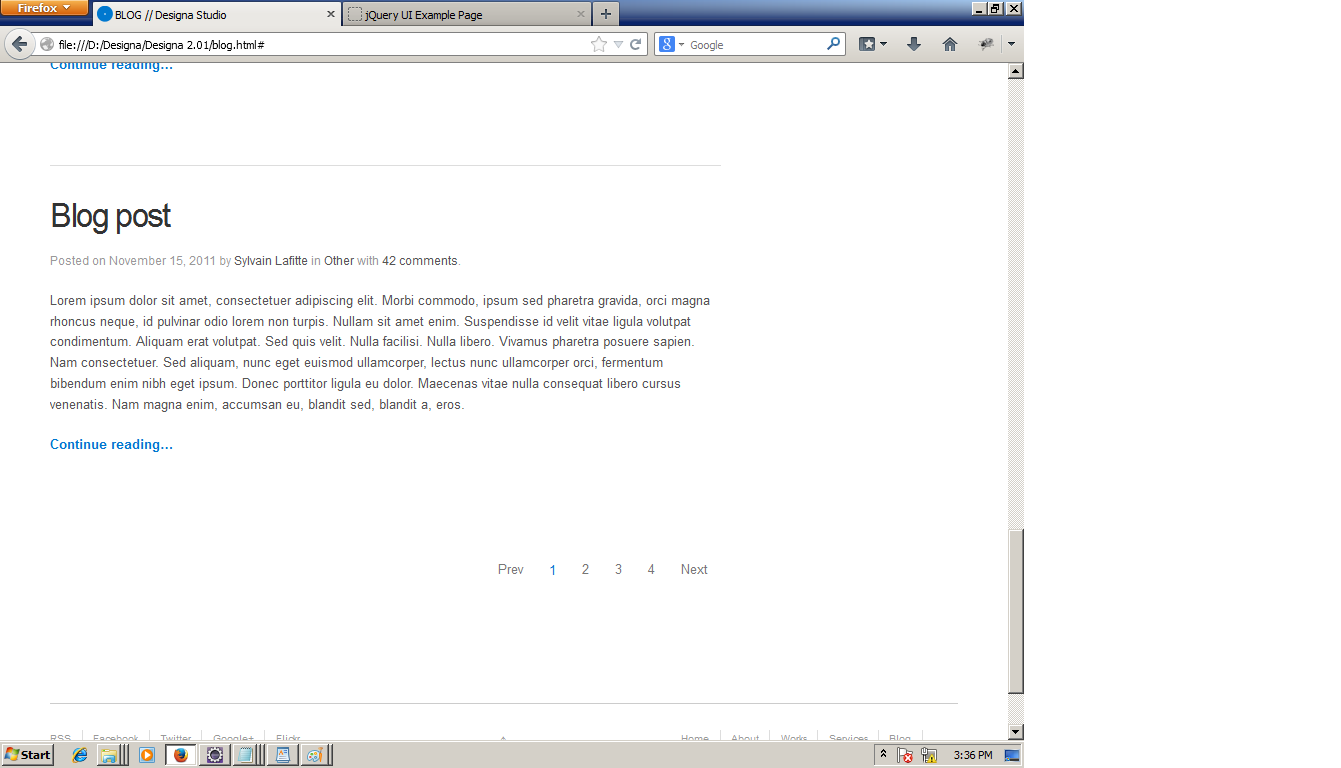 Firefox
BLOG // Designa Studio
jQuery UI Example Page
file:///D:/Designa/Designa 2.01/blog.html#
Google
Continue reading...
Blog post
Posted on November 15, 2011 by Sylvain Lafitte in Other with 42 comments.
Lorem ipsum dolor sit amet, consectetuer adipiscing elit. Morbi commodo, ipsum sed pharetra gravida, orci magna
rhoncus neque, id pulvinar odio lorem non turpis. Nullam sit amet enim. Suspendisse id velit vitae ligula volutpat
condimentum. Aliquam erat volutpat. Sed quis velit. Nulla facilisi. Nulla libero. Vivamus pharetra posuere sapien.
Nam consectetuer. Sed aliquam, nunc eget euismod ullamcorper, lectus nunc ullamcorper orci, fermentum
bibendum enim nibh eget ipsum. Donec porttitor ligula eu dolor. Maecenas vitae nulla consequat libero cursus
venenatis. Nam magna enim, accumsan eu, blandit sed, blandit a, eros.
Continue reading...
Prev 1 2 3 4 Next
RSS Facebook Twitter Google+ Flickr Home About Works Services Blog
Start 3:36 PM